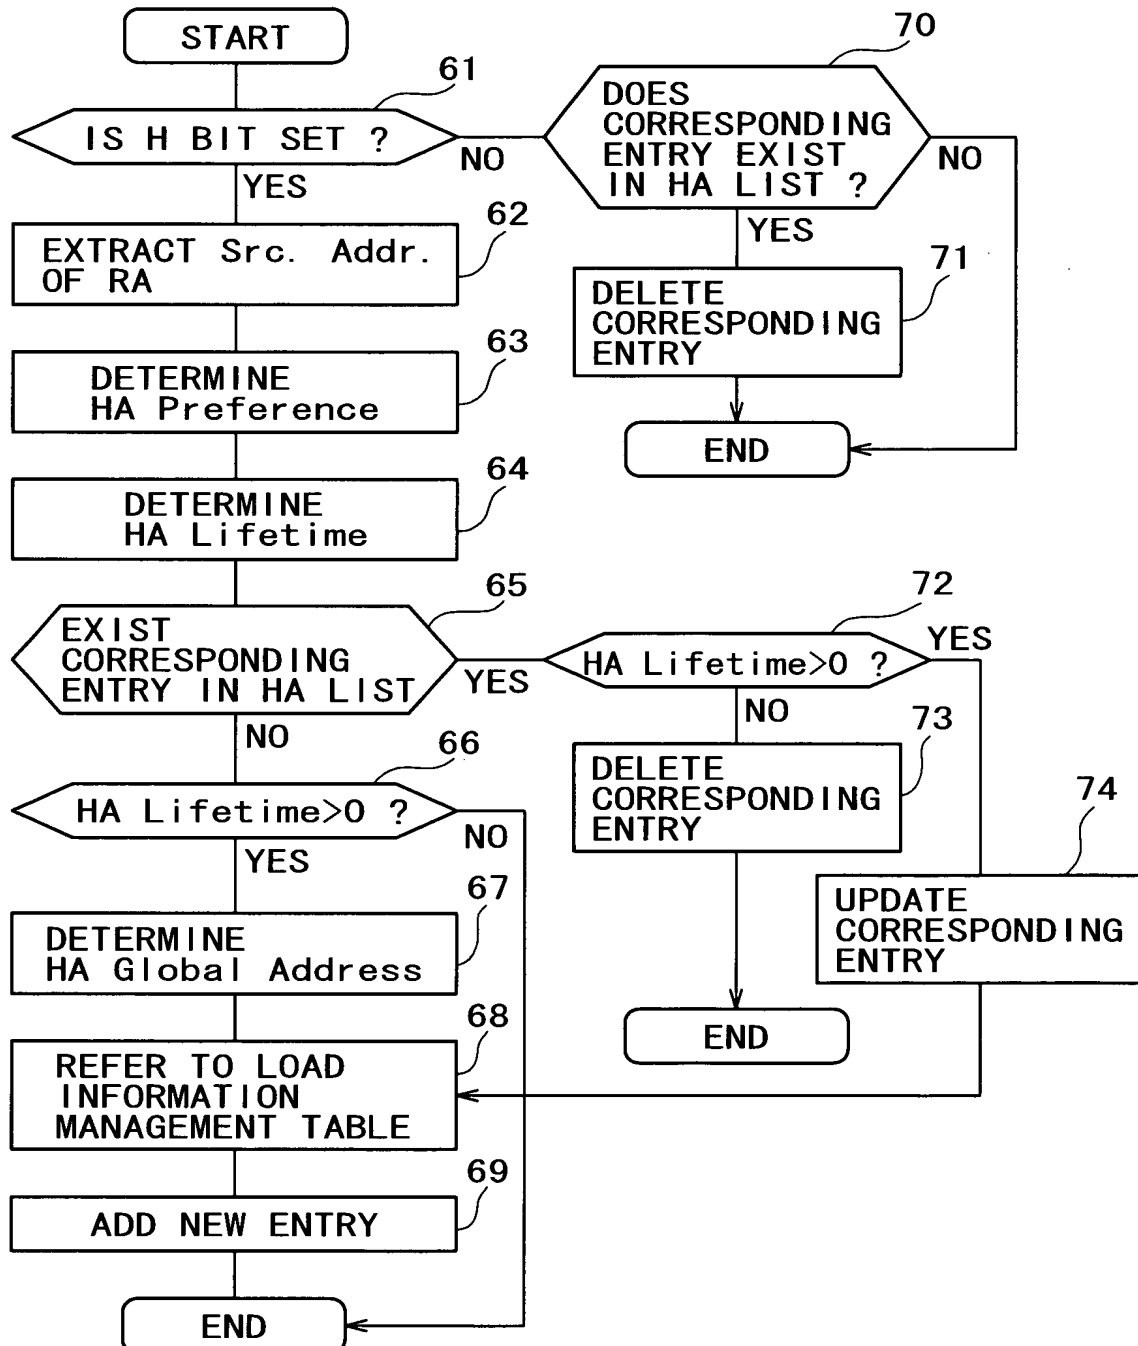 START
61
IS H BIT SET ?
NO
YES
70
DOES
CORRESPONDING
ENTRY EXIST
IN HA LIST ?
NO
YES
62
EXTRACT Src. Addr.
OF RA
71
DELETE
CORRESPONDING
ENTRY
63
DETERMINE
HA Preference
END
64
DETERMINE
HA Lifetime
65
EXIST
CORRESPONDING
ENTRY IN HA LIST
YES
NO
72
HA Lifetime>0 ?
YES
NO
73
DELETE
CORRESPONDING
ENTRY
66
HA Lifetime>0 ?
NO
YES
74
UPDATE
CORRESPONDING
ENTRY
67
DETERMINE
HA Global Address
END
68
REFER TO LOAD
INFORMATION
MANAGEMENT TABLE
69
ADD NEW ENTRY
END